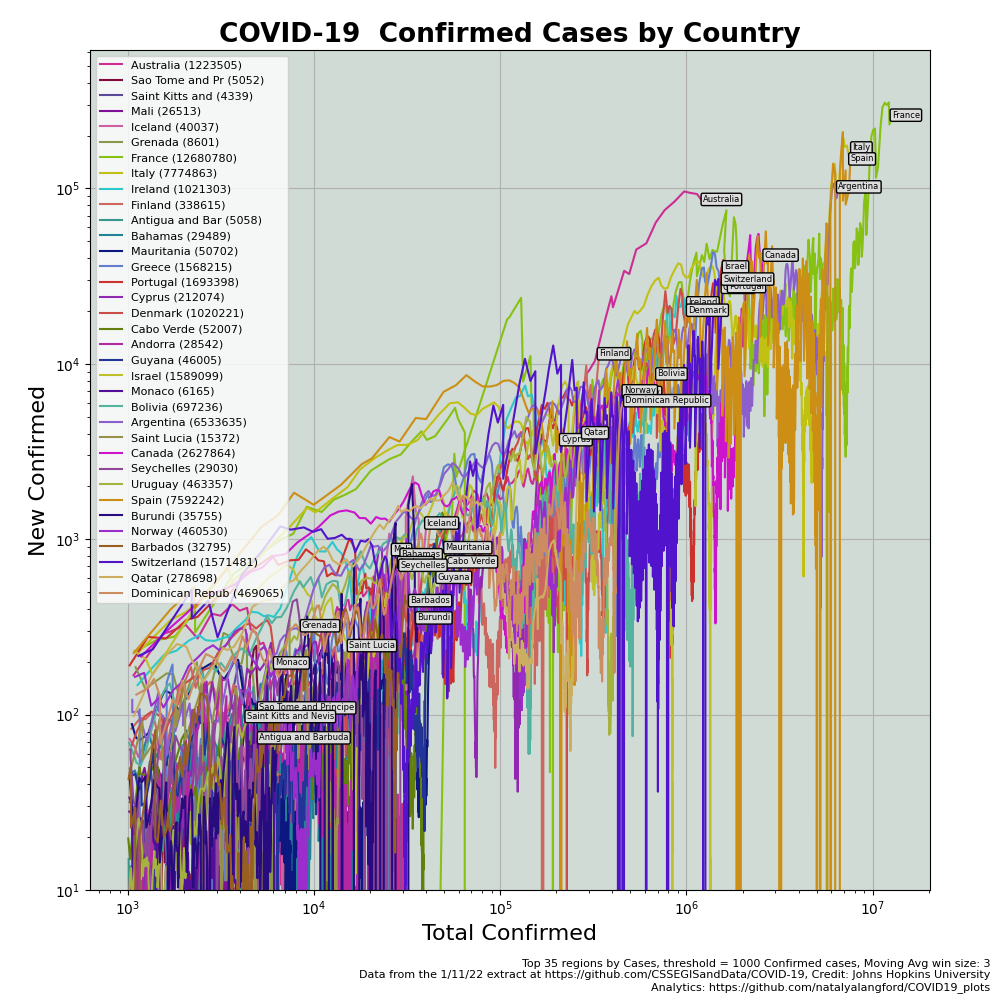 COVID-19  Confirmed Cases by Country
Australia (1223505)
Sao Tome and Pr (5052)
Saint Kitts and (4339)
Mali (26513)
Iceland (40037)
Grenada (8601)
France (12680780)
Italy (7774863)
Ireland (1021303)
Finland (338615)
Antigua and Bar (5058)
Bahamas (29489)
Mauritania (50702)
Greece (1568215)
Portugal (1693398)
Cyprus (212074)
Denmark (1020221)
Cabo Verde (52007)
Andorra (28542)
Guyana (46005)
Israel (1589099)
Monaco (6165)
Bolivia (697236)
Argentina (6533635)
Saint Lucia (15372)
Canada (2627864)
Seychelles (29030)
Uruguay (463357)
Spain (7592242)
Burundi (35755)
Norway (460530)
Barbados (32795)
Switzerland (1571481)
Qatar (278698)
Dominican Repub (469065)
France
Italy
Spain
Argentina
Australia
Canada
Israel
Switzerland
Portugal
Ireland
Denmark
Finland
Bolivia
Norway
Dominican Republic
Qatar
Cyprus
Iceland
Mauritania
Bahamas
Cabo Verde
Seychelles
Guyana
Barbados
Burundi
Grenada
Saint Lucia
Monaco
Sao Tome and Principe
Saint Kitts and Nevis
Antigua and Barbuda
10^5
10^4
10^3
10^2
10^1
New Confirmed
10^3 10^4 10^5 10^6 10^7
Total Confirmed
Top 35 regions by Cases, threshold = 1000 Confirmed cases, Moving Avg win size: 3
Data from the 1/11/22 extract at https://github.com/CSSEGISandData/COVID-19, Credit: Johns Hopkins University
Analytics: https://github.com/natalyalangford/COVID19_plots